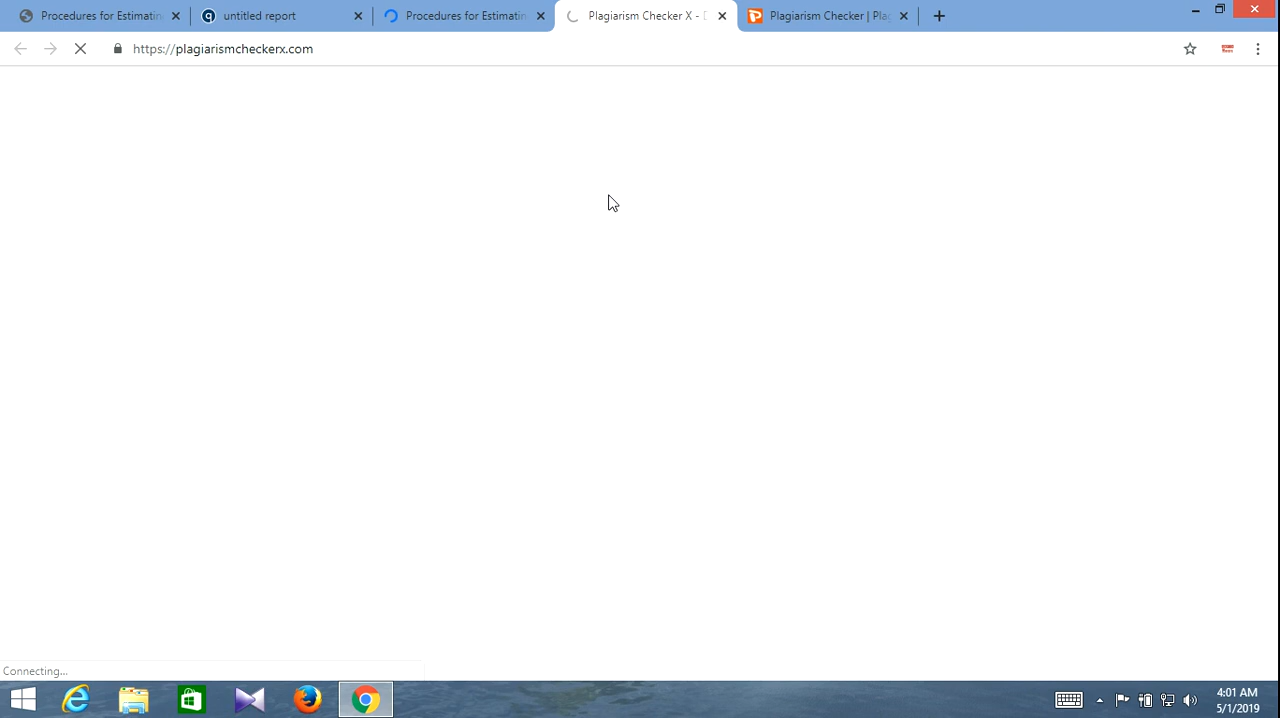 Procedures for Estimatin
untitled report
Procedures for Estimatin
Plagiarism Checker X - D
Plagiarism Checker | Plag
https://plagiarismcheckerx.com
Connecting...
4:01 AM
5/1/2019